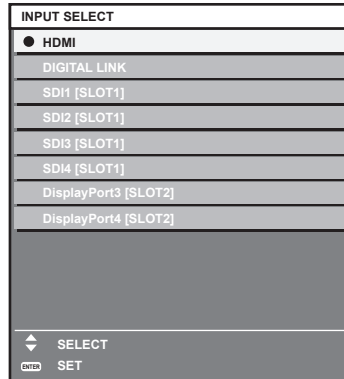 INPUT SELECT
HDMI
DIGITAL LINK
SDI1 [SLOT1]
SDI2 [SLOT1]
SDI3 [SLOT1]
SDI4 [SLOT1]
DisplayPort3 [SLOT2]
DisplayPort4 [SLOT2]
SELECT
ENTER SET